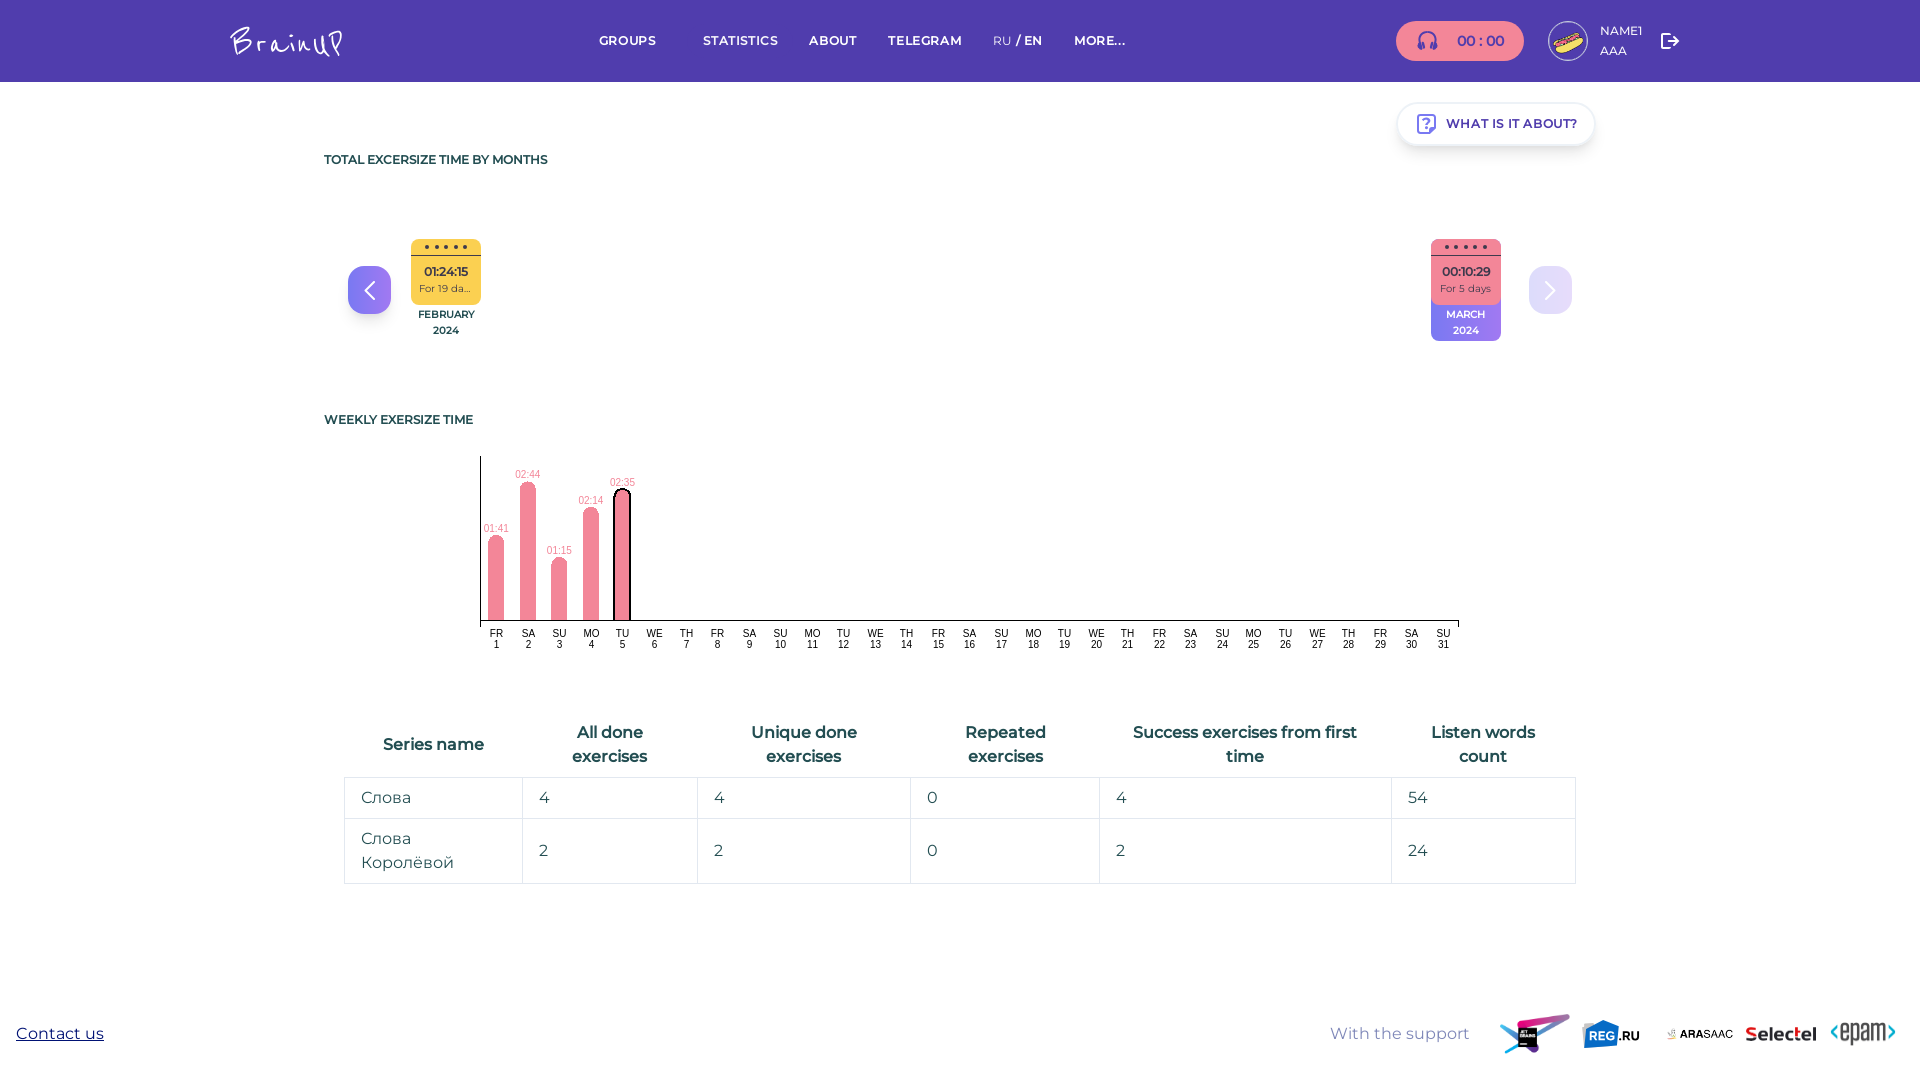 BrainUP
GROUPS STATISTICS ABOUT TELEGRAM RU / EN MORE...
00 : 00
NAME1
AAA
WHAT IS IT ABOUT?
TOTAL EXCERSIZE TIME BY MONTHS
01:24:15
For 19 da...
FEBRUARY
2024
00:10:29
For 5 days
MARCH
2024
WEEKLY EXERSIZE TIME
01:41 02:44 01:15 02:14 02:35
FR SA SU MO TU WE TH FR SA SU MO TU WE TH FR SA SU MO TU WE TH FR SA SU MO TU WE TH FR SA SU
1 2 3 4 5 6 7 8 9 10 11 12 13 14 15 16 17 18 19 20 21 22 23 24 25 26 27 28 29 30 31
Series name All done exercises Unique done exercises Repeated exercises Success exercises from first time Listen words count
Слова 4 4 0 4 54
Слова Королёвой 2 2 0 2 24
Contact us
With the support
REG.RU
ARASAAC
Selectel
<epam>